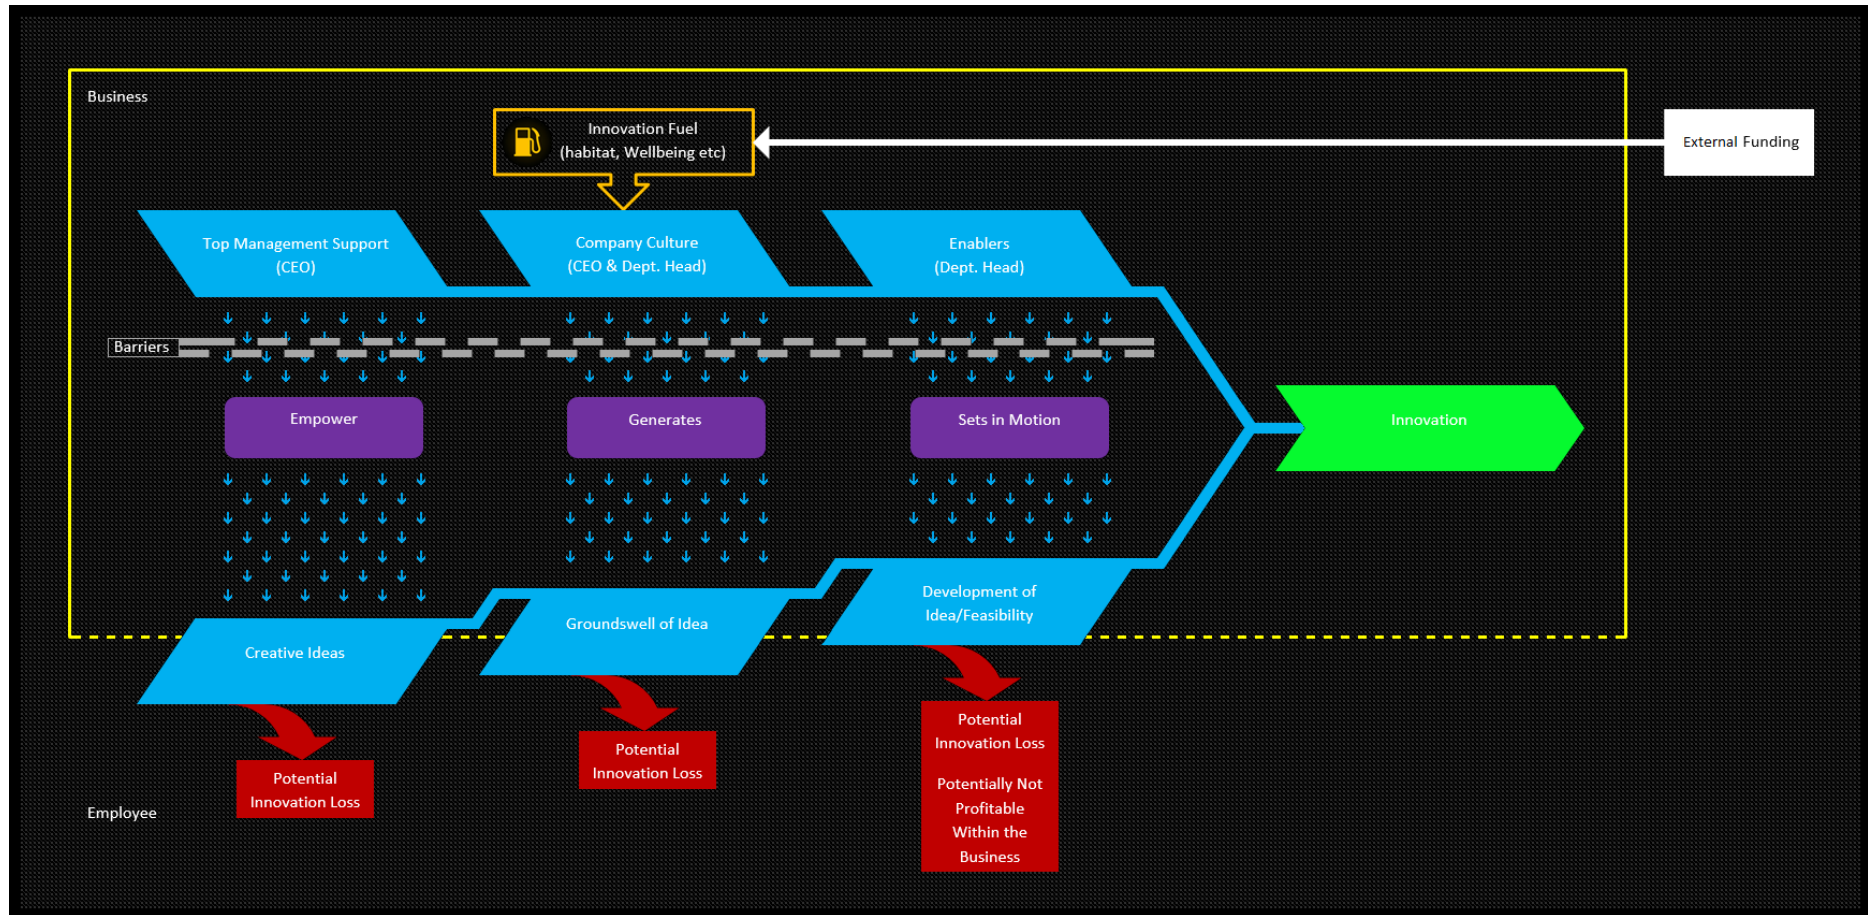 Business
Innovation Fuel
(habitat, Wellbeing etc)
External Funding
Top Management Support
(CEO)
Company Culture
(CEO & Dept. Head)
Enablers
(Dept. Head)
Barriers
Empower
Generates
Sets in Motion
Innovation
Creative Ideas
Groundswell of Idea
Development of
Idea/Feasibility
Potential
Innovation Loss
Potential
Innovation Loss
Potential
Innovation Loss
Potentially Not
Profitable
Within the
Business
Employee